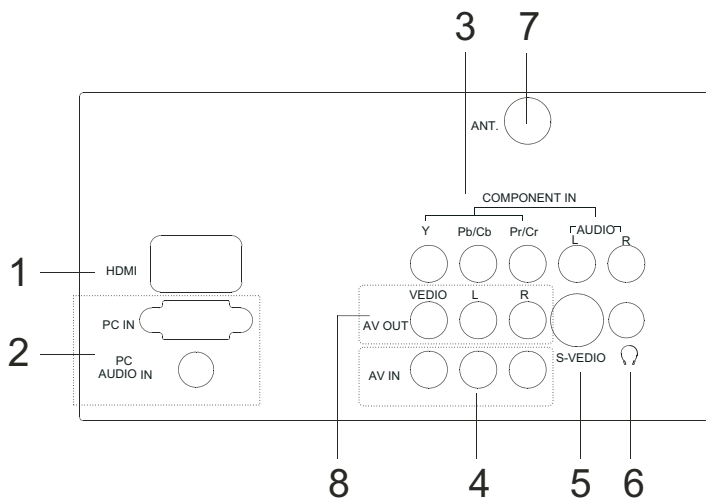 3 7
ANT.
COMPONENT IN
Y Pb/Cb Pr/Cr AUDIO
L R
1 HDMI
VEDIO L R
PC IN
AV OUT
2 PC
AUDIO IN
S-VEDIO
AV IN
8 4 5 6